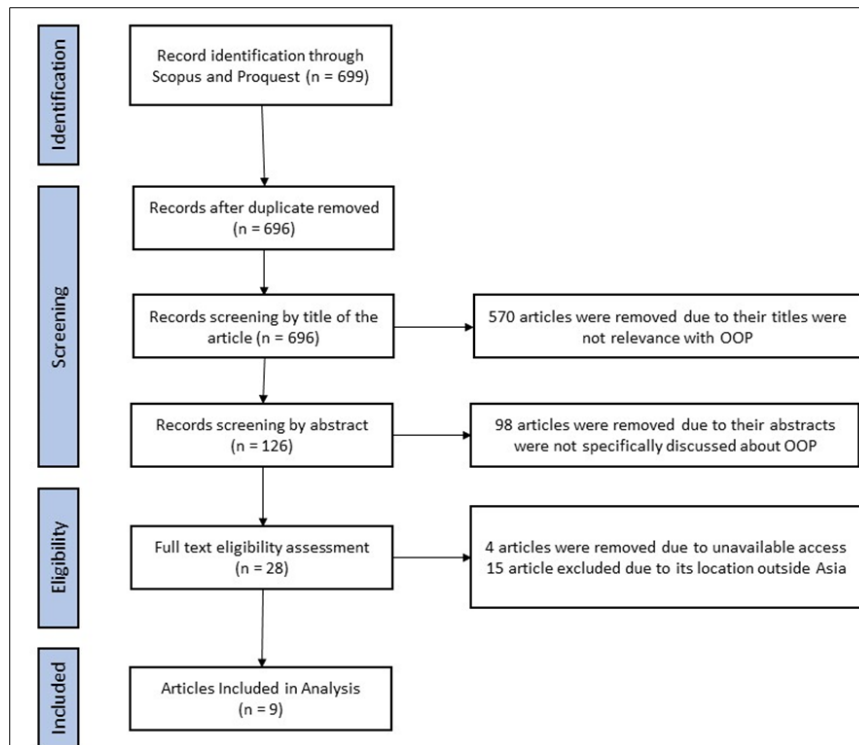 Identification
Record identification through
Scopus and Proquest (n = 699)
Screening
Records after duplicate removed
(n = 696)
Records screening by title of the
article (n = 696)
570 articles were removed due to their titles were
not relevance with OOP
Records screening by abstract
(n = 126)
98 articles were removed due to their abstracts
were not specifically discussed about OOP
Eligibility
Full text eligibility assessment
(n = 28)
4 articles were removed due to unavailable access
15 article excluded due to its location outside Asia
Included
Articles Included in Analysis
(n = 9)